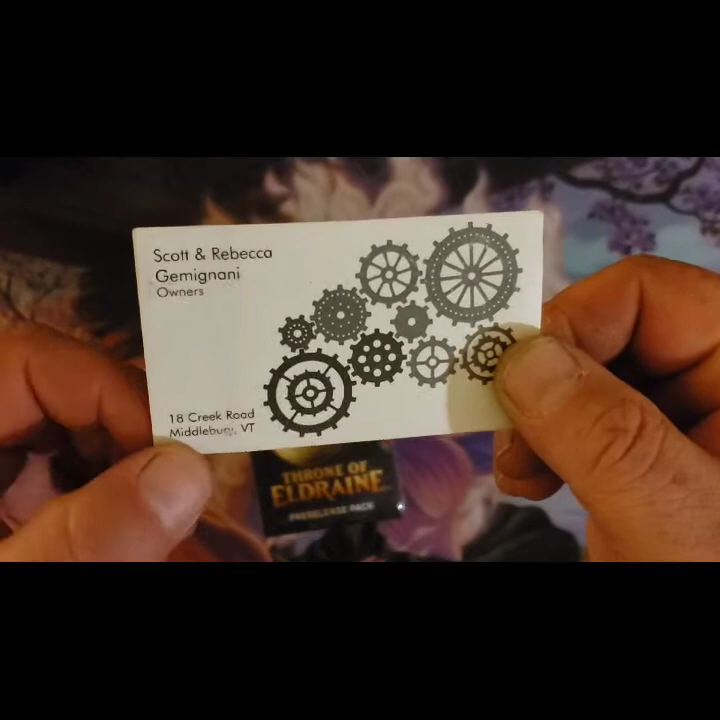 Scott & Rebecca
Gemignani
Owners
18 Creek Road
Middlebury, VT
THRONE OF
ELDRAINE
PRERELEASE PACK